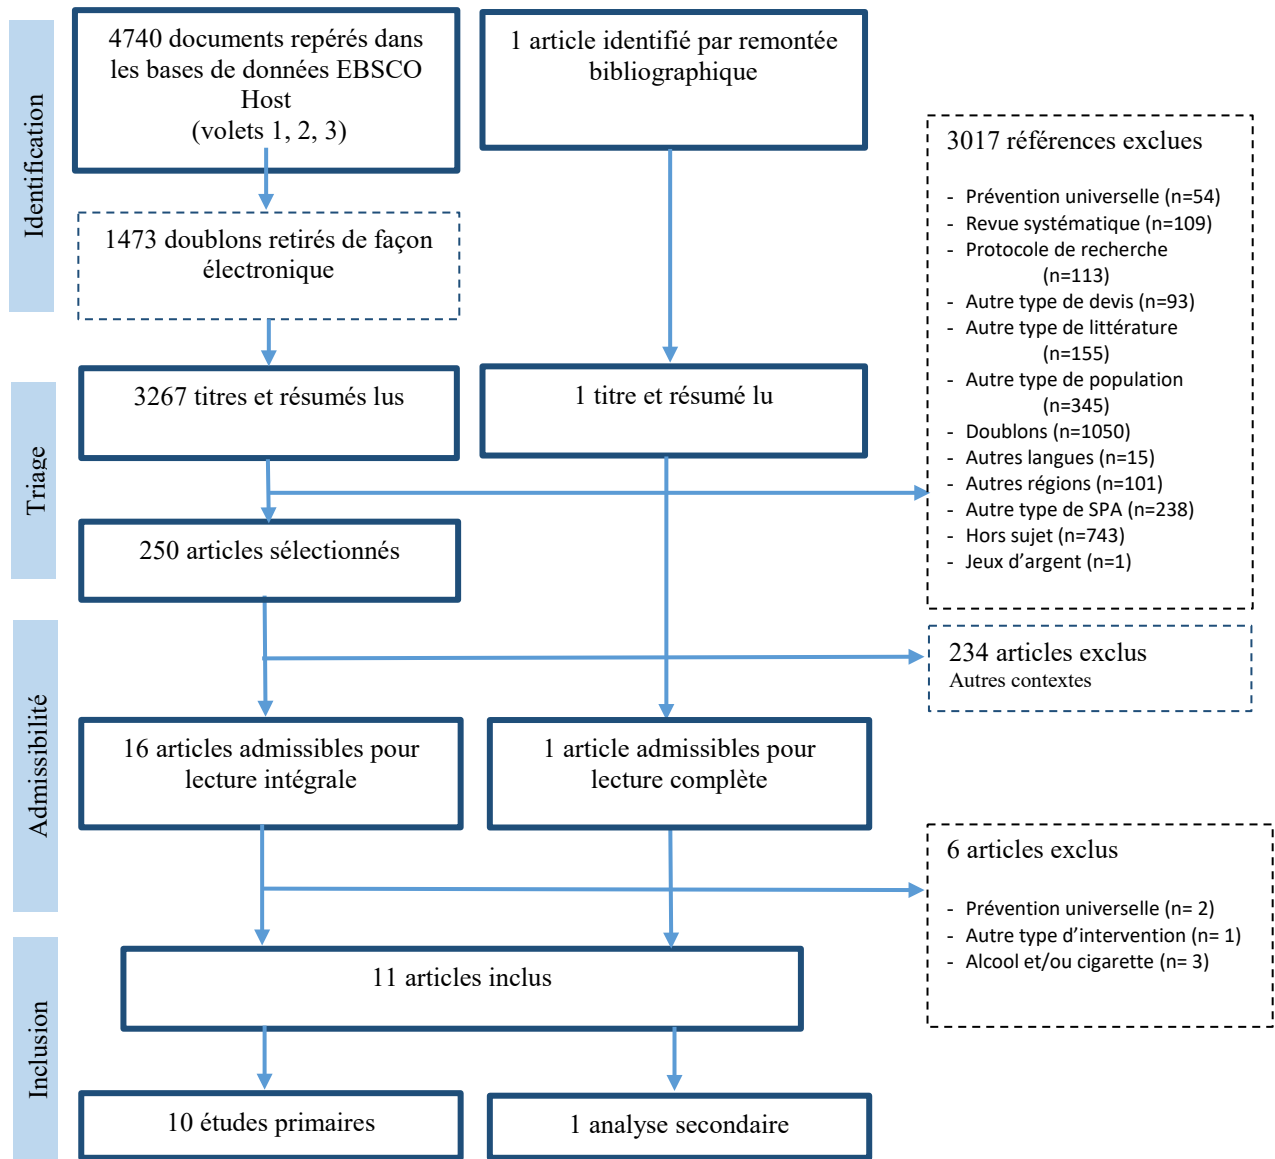 Identification
4740 documents repérés dans
les bases de données EBSCO
Host
(volets 1, 2, 3)
1 article identifié par remontée
bibliographique
1473 doublons retirés de façon
électronique
3017 références exclues
- Prévention universelle (n=54)
- Revue systématique (n=109)
- Protocole de recherche
(n=113)
- Autre type de devis (n=93)
- Autre type de littérature
(n=155)
- Autre type de population
(n=345)
- Doublons (n=1050)
- Autres langues (n=15)
- Autres régions (n=101)
- Autre type de SPA (n=238)
- Hors sujet (n=743)
- Jeux d'argent (n=1)
Triage
3267 titres et résumés lus
1 titre et résumé lu
250 articles sélectionnés
Admissibilité
234 articles exclus
Autres contextes
16 articles admissibles pour
lecture intégrale
1 article admissibles pour
lecture complète
6 articles exclus
- Prévention universelle (n= 2)
- Autre type d'intervention (n= 1)
- Alcool et/ou cigarette (n= 3)
Inclusion
11 articles inclus
10 études primaires
1 analyse secondaire